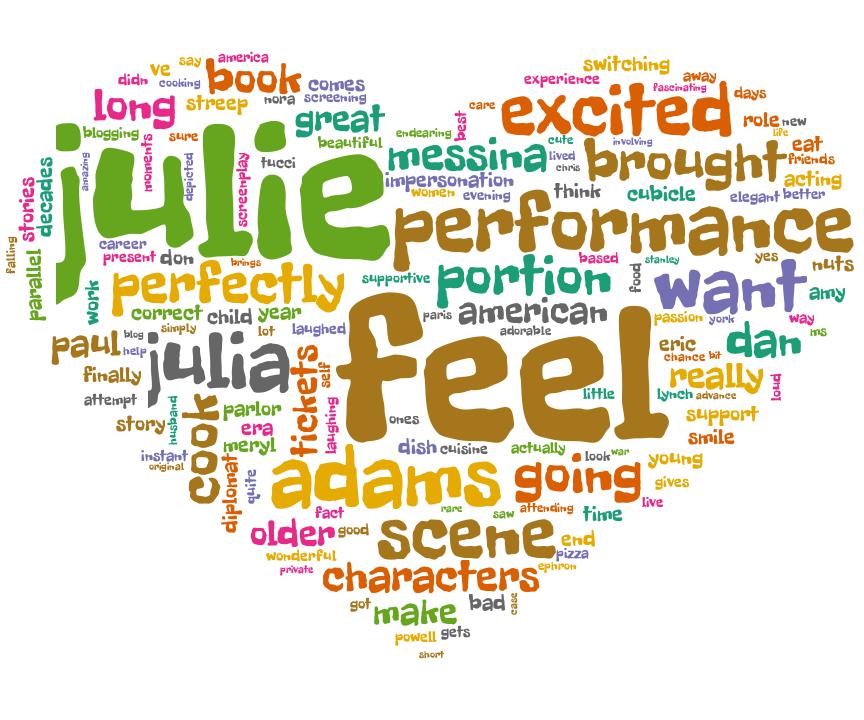 switching
america
say
ve
didn
cooking
book
comes
experience
away
fascinating
days
long
streep
nora
screening
great
care
excited
role
new
life
best
blogging
sure
beautiful
endearing
cute
involving
eat
friends
julie
amazing
moments
depicted
screenplay
tucci
messina
lived
chris
brought
acting
impersonation
women
evening
think
cubicle
elegant
better
stories
decades
falling
parallel
career
present
don
brings
performance
perfectly
supportive
portion
based
stanley
food
yes
nuts
want
amy
work
correct
child
year
paris
american
adorable
passion
york
way
ms
simply
lot
laughed
paul
blog
help
julia
tickets
self
feel
eric
chance
bit
dan
finally
attempt
really
loud
little
lynch
advance
story
husband
cook
parlor
era
meryl
laughing
ones
support
smile
instant
original
diplomat
quite
dish
cuisine
actually
look
war
young
gives
adams
going
live
fact
rare
saw
attending
time
older
good
scene
end
pizza
ephron
wonderful
private
characters
got
make
bad
case
powell
gets
short